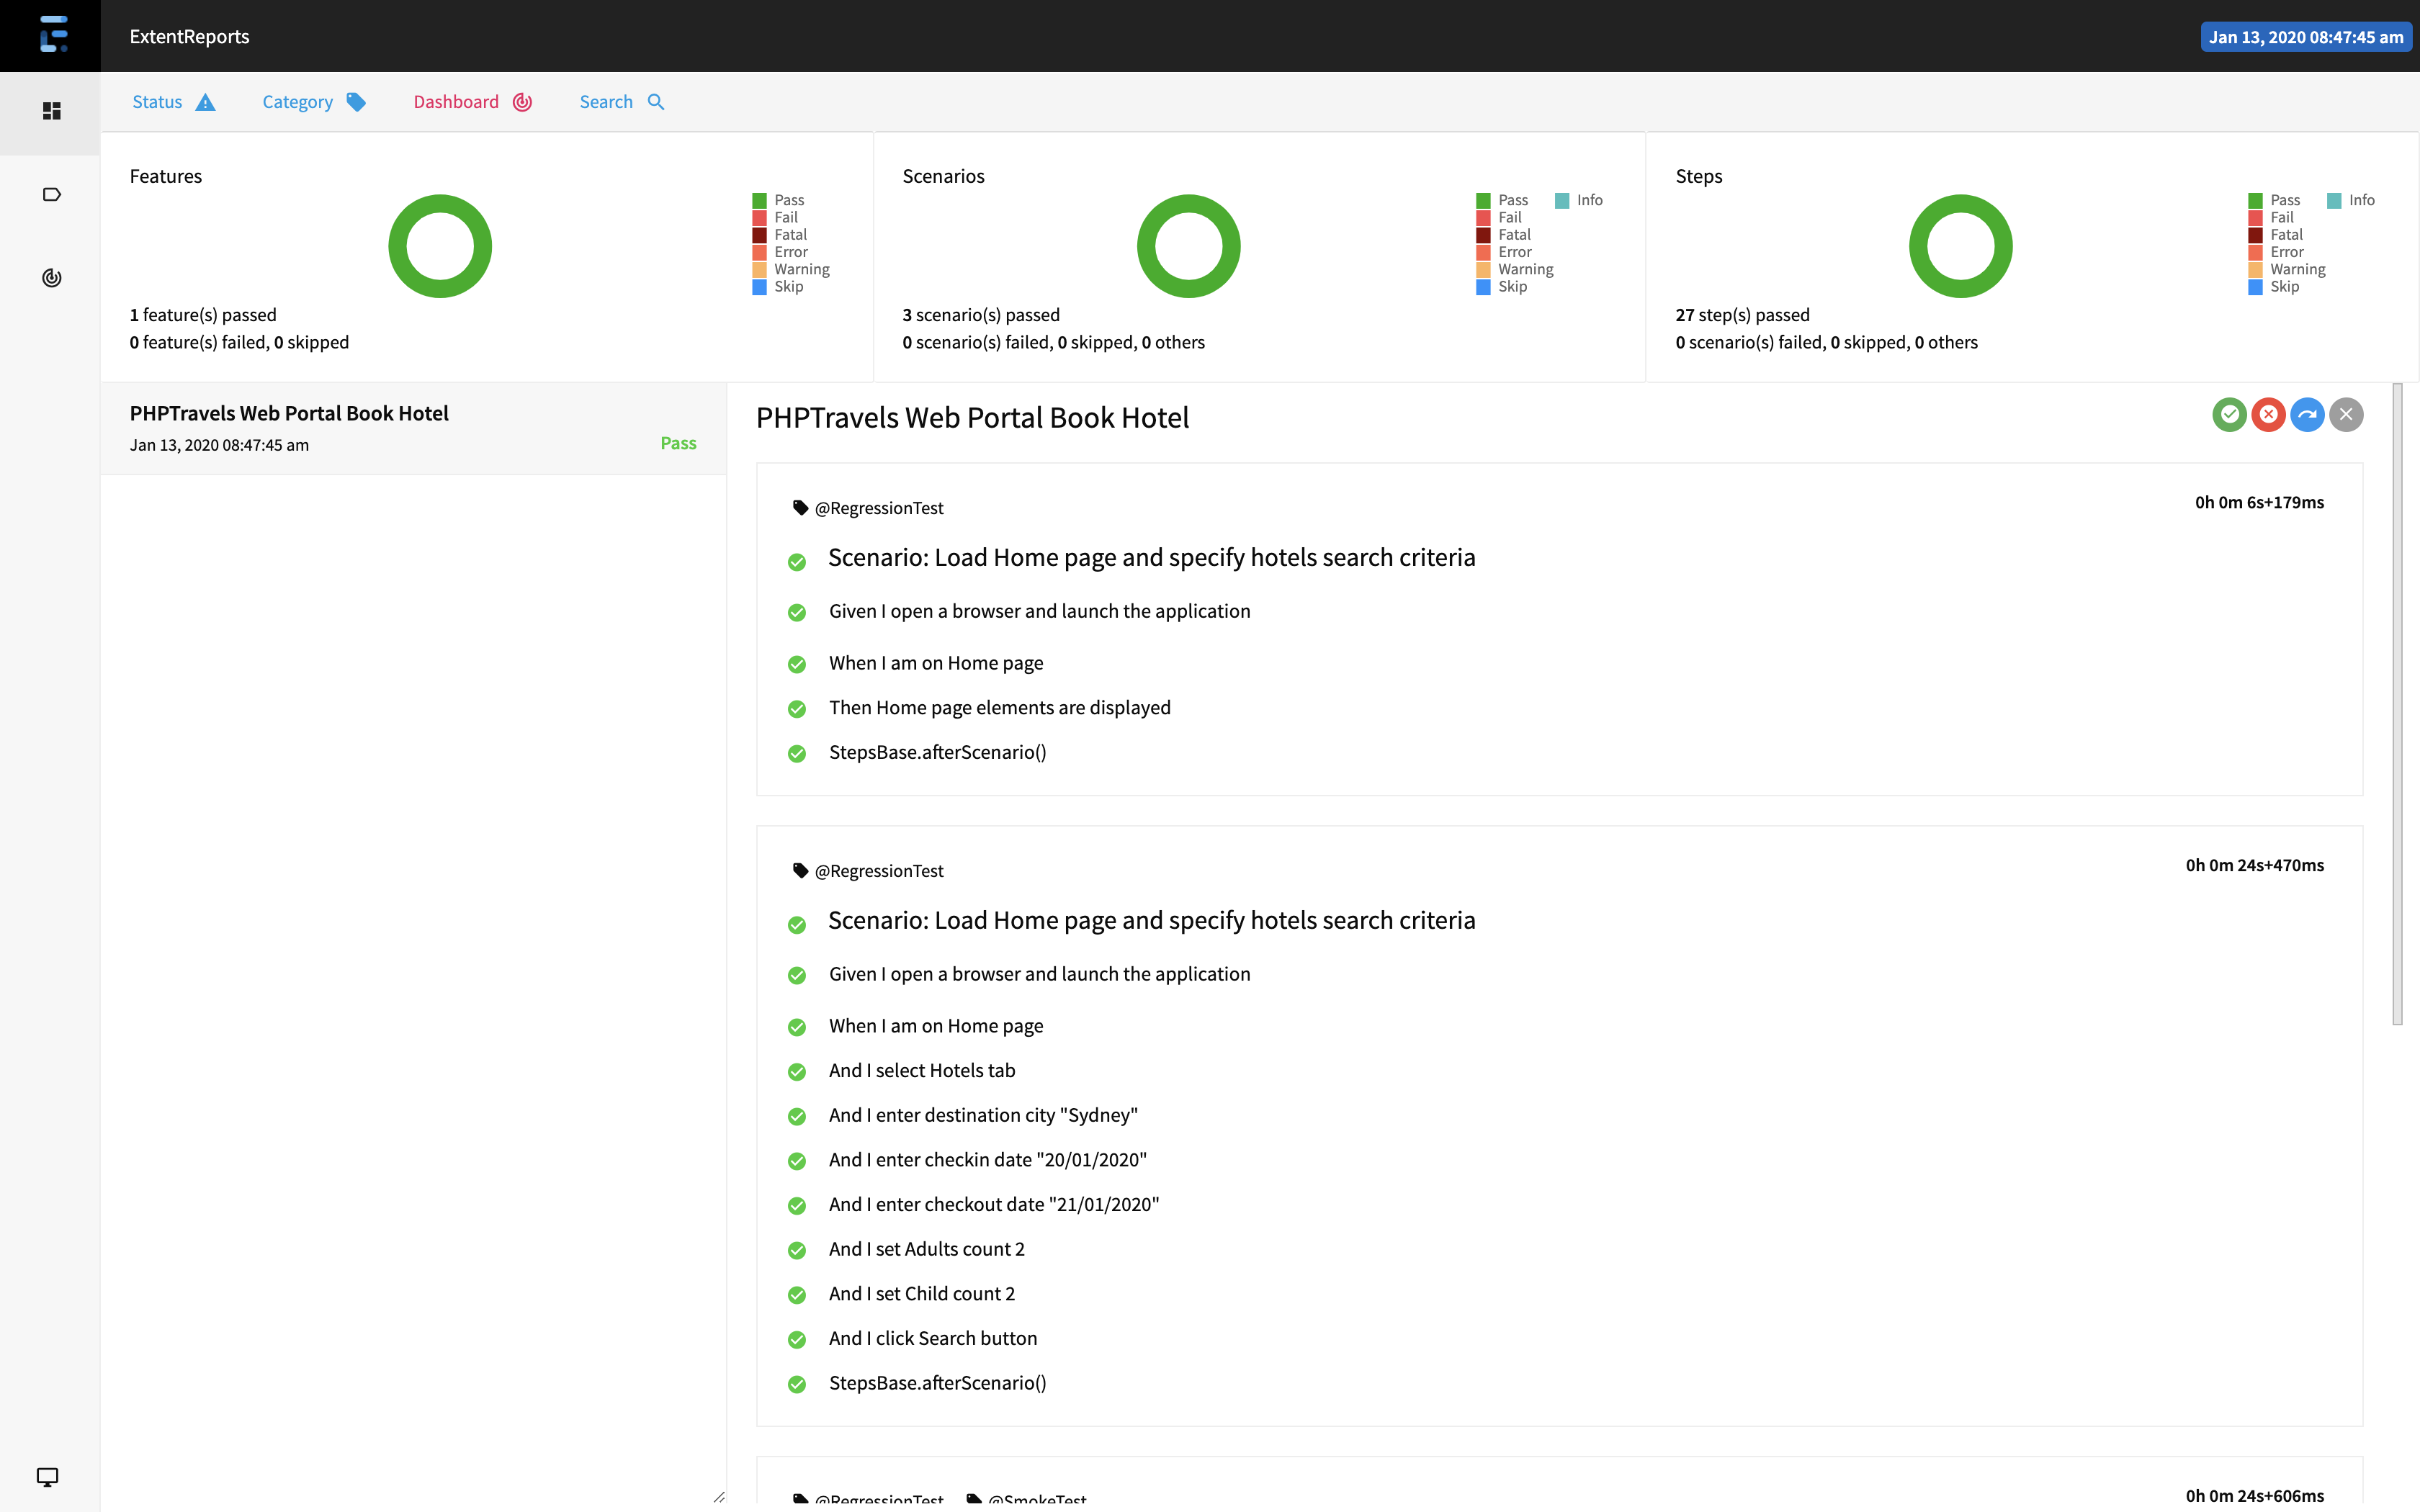 ExtentReports
Jan 13, 2020 08:47:45 am
Status Category Dashboard Search
Features
Pass
Fail
Fatal
Error
Warning
Skip
1 feature(s) passed
0 feature(s) failed, 0 skipped
Scenarios
Pass Info
Fail
Fatal
Error
Warning
Skip
3 scenario(s) passed
0 scenario(s) failed, 0 skipped, 0 others
Steps
Pass Info
Fail
Fatal
Error
Warning
Skip
27 step(s) passed
0 scenario(s) failed, 0 skipped, 0 others
PHPTravels Web Portal Book Hotel
Jan 13, 2020 08:47:45 am
Pass
PHPTravels Web Portal Book Hotel
@RegressionTest
0h 0m 6s+179ms
Scenario: Load Home page and specify hotels search criteria
Given I open a browser and launch the application
When I am on Home page
Then Home page elements are displayed
StepsBase.afterScenario()
@RegressionTest
0h 0m 24s+470ms
Scenario: Load Home page and specify hotels search criteria
Given I open a browser and launch the application
When I am on Home page
And I select Hotels tab
And I enter destination city "Sydney"
And I enter checkin date "20/01/2020"
And I enter checkout date "21/01/2020"
And I set Adults count 2
And I set Child count 2
And I click Search button
StepsBase.afterScenario()
@RegressionTest @SmokeTest
0h 0m 24s+606ms